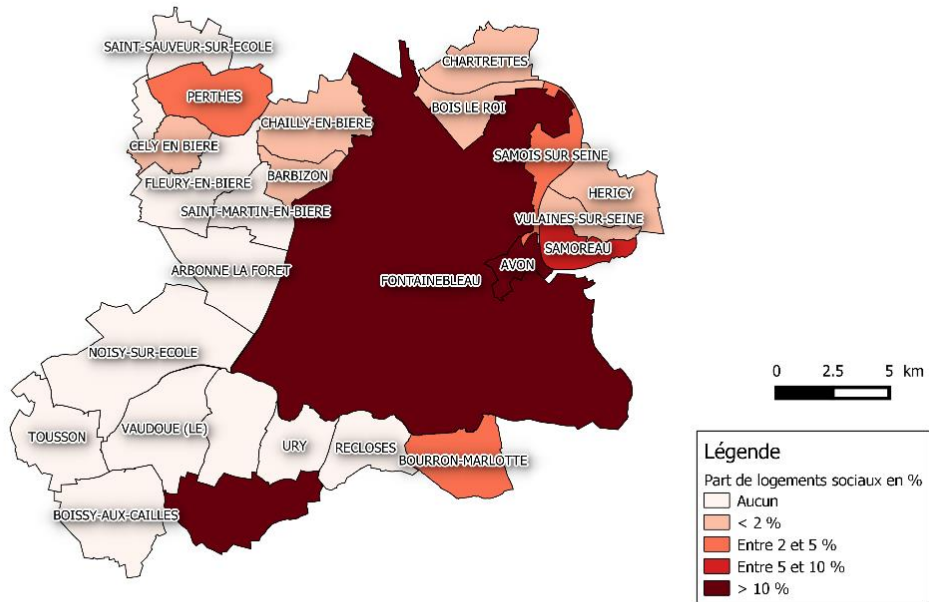 SAINT-SAUVEUR-SUR-ECOLE
CHARTRETTES
PERTHES
BOIS LE ROI
CHAILLY-EN-BIERE
CELY EN BIERE
SAMOIS SUR SEINE
BARBIZON
FLEURY-EN-BIERE
HERICY
SAINT-MARTIN-EN-BIERE
VULAINES-SUR-SEINE
SAMOREAU
AVON
ARBONNE LA FORET
FONTAINEBLEAU
NOISY-SUR-ECOLE
0 2.5 5 km
TOUSSON
VAUDOUE (LE)
URY
RECLOSES
BOURRON-MARLOTTE
BOISSY-AUX-CAILLES
Légende
Part de logements sociaux en %
Aucun
< 2 %
Entre 2 et 5 %
Entre 5 et 10 %
> 10 %